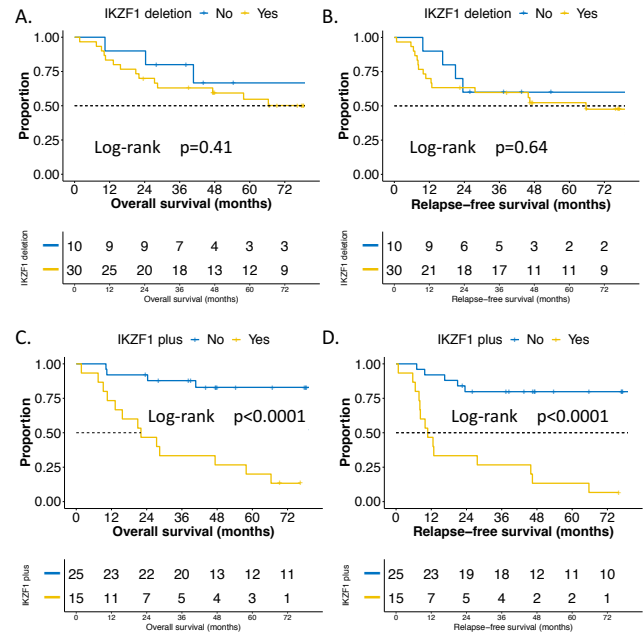 A.
IKZF1 deletion No Yes
1.00
0.75
0.50
0.25
0.00
Proportion
Log-rank p=0.41
0 12 24 36 48 60 72
Overall survival (months)
IKZF1 deletion
10 9 9 7 4 3 3
30 25 20 18 13 12 9
0 12 24 36 48 60 72
Overall survival (months)
B.
IKZF1 deletion No Yes
1.00
0.75
0.50
0.25
0.00
Proportion
Log-rank p=0.64
0 12 24 36 48 60 72
Relapse-free survival (months)
IKZF1 deletion
10 9 6 5 3 2 2
30 21 18 17 11 11 9
0 12 24 36 48 60 72
Relapse-free survival (months)
C.
IKZF1 plus No Yes
1.00
0.75
0.50
0.25
0.00
Proportion
Log-rank p<0.0001
0 12 24 36 48 60 72
Overall survival (months)
IKZF1 plus
25 23 22 20 13 12 11
15 11 7 5 4 3 1
0 12 24 36 48 60 72
Overall survival (months)
D.
IKZF1 plus No Yes
1.00
0.75
0.50
0.25
0.00
Proportion
Log-rank p<0.0001
0 12 24 36 48 60 72
Relapse-free survival (months)
IKZF1 plus
25 23 19 18 12 11 10
15 7 5 4 2 2 1
0 12 24 36 48 60 72
Relapse-free survival (months)